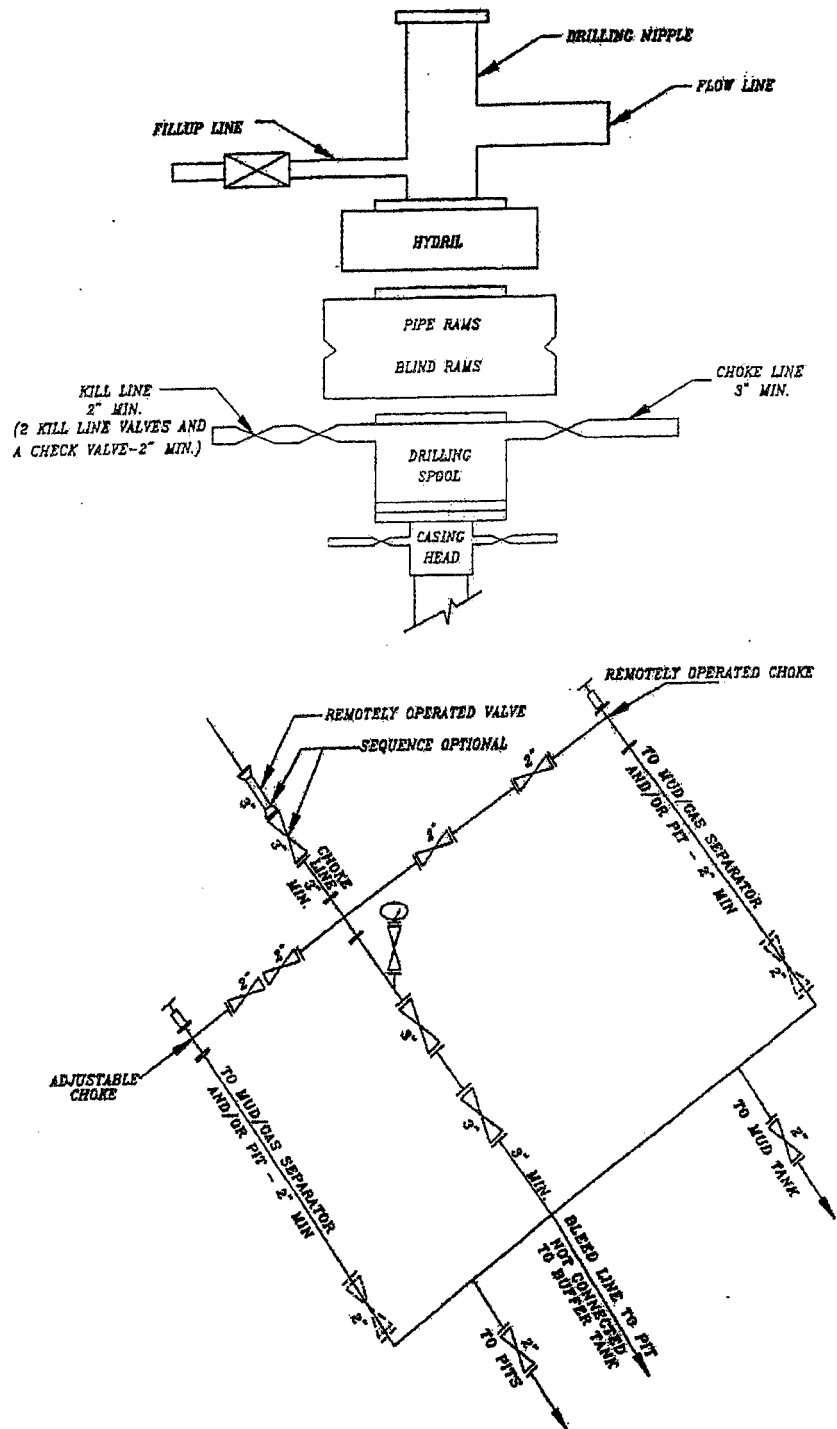 DRILLING NIPPLE
FLOW LINE
FILLUP LINE
HYDRIL
PIPE RAMS
BLIND RAMS
KILL LINE
2" MIN.
(2 KILL LINE VALVES AND
A CHECK VALVE-2" MIN.)
CHOKE LINE
3" MIN.
DRILLING
SPOOL
CASING
HEAD
REMOTELY OPERATED CHOKE
REMOTELY OPERATED VALVE
SEQUENCE OPTIONAL
3"
3"
CHOKE
LINE
3"
MIN.
2"
2"
2"
2"
TO MUD/GAS SEPARATOR
AND/OR PIT - 2" MIN
2"
3"
3"
3" MIN.
ADJUSTABLE
CHOKE
TO MUD/GAS SEPARATOR
AND/OR PIT - 2" MIN
2"
2"
TO MUD TANK
BLEED LINE TO PIT
NOT CONNECTED
TO BUFFER TANK
2"
TO PITS